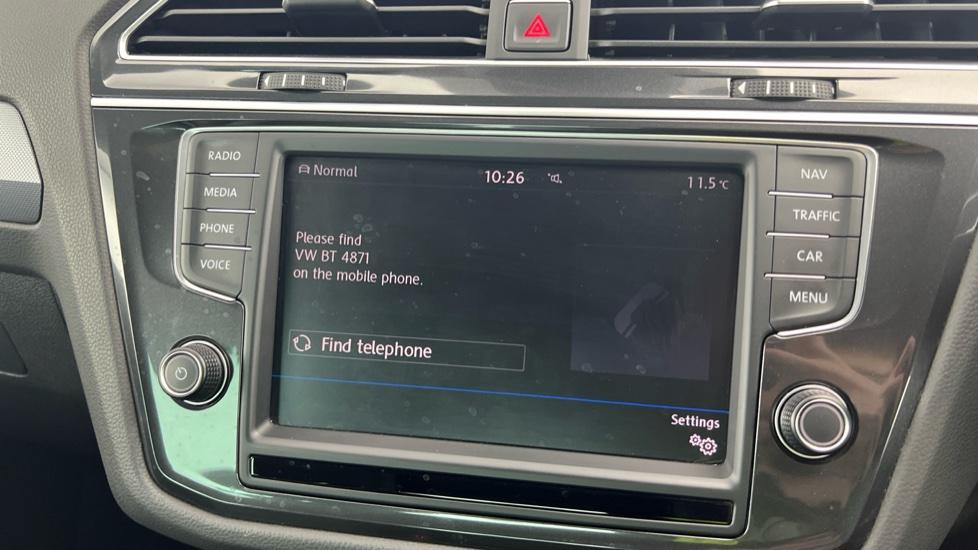 RADIO
MEDIA
PHONE
VOICE
Normal
10:26
11.5°C
Please find
VW BT 4871
on the mobile phone.
Find telephone
Settings
NAV
TRAFFIC
CAR
MENU